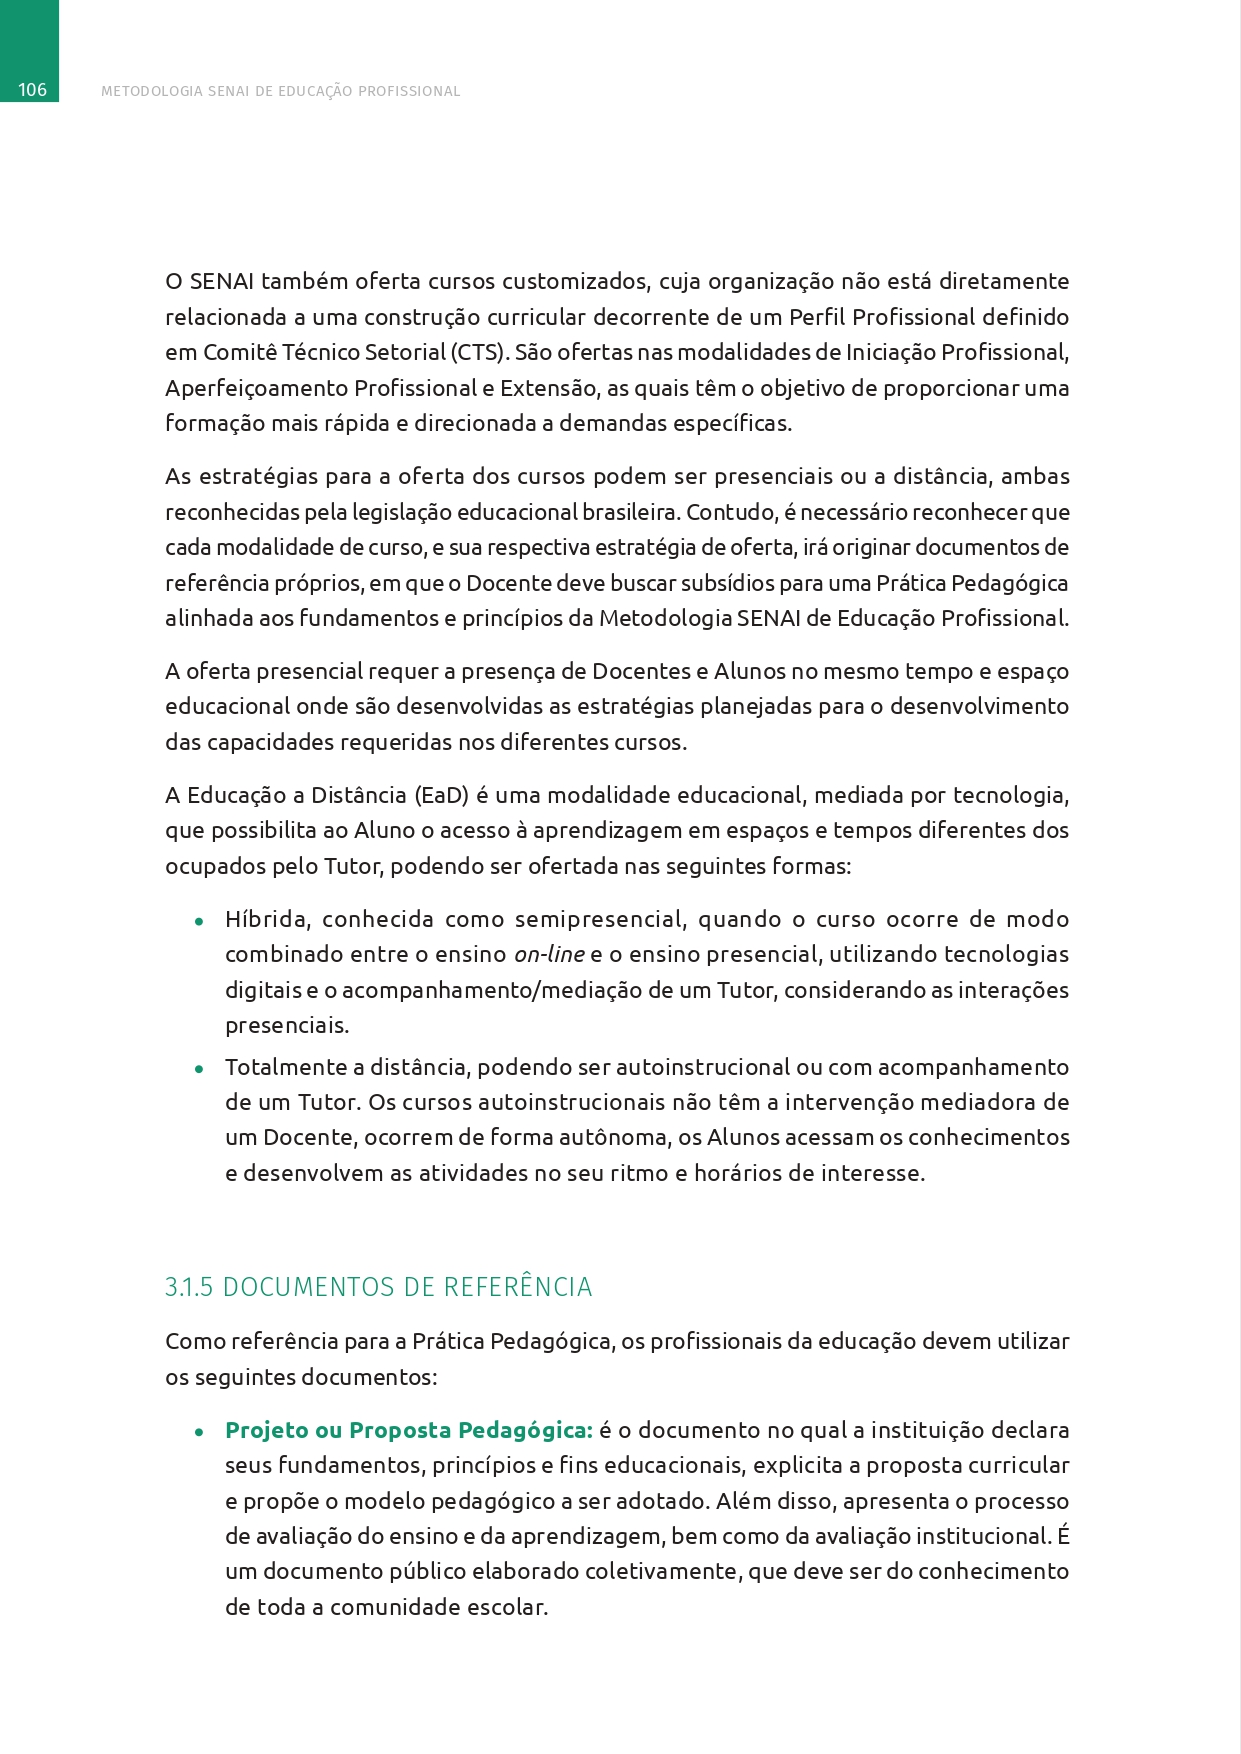 106
METODOLOGIA SENAI DE EDUCAÇÃO PROFISSIONAL
O SENAI também oferta cursos customizados, cuja organização não está diretamente
relacionada a uma construção curricular decorrente de um Perfil Profissional definido
em Comitê Técnico Setorial (CTS). São ofertas nas modalidades de Iniciação Profissional,
Aperfeiçoamento Profissional e Extensão, as quais têm o objetivo de proporcionar uma
formação mais rápida e direcionada a demandas específicas.
As estratégias para a oferta dos cursos podem ser presenciais ou a distância, ambas
reconhecidas pela legislação educacional brasileira. Contudo, é necessário reconhecer que
cada modalidade de curso, e sua respectiva estratégia de oferta, irá originar documentos de
referência próprios, em que o Docente deve buscar subsídios para uma Prática Pedagógica
alinhada aos fundamentos e princípios da Metodologia SENAI de Educação Profissional.
A oferta presencial requer a presença de Docentes e Alunos no mesmo tempo e espaço
educacional onde são desenvolvidas as estratégias planejadas para o desenvolvimento
das capacidades requeridas nos diferentes cursos.
A Educação a Distância (EaD) é uma modalidade educacional, mediada por tecnologia,
que possibilita ao Aluno o acesso à aprendizagem em espaços e tempos diferentes dos
ocupados pelo Tutor, podendo ser ofertada nas seguintes formas:
• Híbrida, conhecida como semipresencial, quando o curso ocorre de modo
combinado entre o ensino on-line e o ensino presencial, utilizando tecnologias
digitais e o acompanhamento/mediação de um Tutor, considerando as interações
presenciais.
• Totalmente a distância, podendo ser autoinstrucional ou com acompanhamento
de um Tutor. Os cursos autoinstrucionais não têm a intervenção mediadora de
um Docente, ocorrem de forma autônoma, os Alunos acessam os conhecimentos
e desenvolvem as atividades no seu ritmo e horários de interesse.
3.1.5 DOCUMENTOS DE REFERÊNCIA
Como referência para a Prática Pedagógica, os profissionais da educação devem utilizar
os seguintes documentos:
• Projeto ou Proposta Pedagógica: é o documento no qual a instituição declara
seus fundamentos, princípios e fins educacionais, explicita a proposta curricular
e propõe o modelo pedagógico a ser adotado. Além disso, apresenta o processo
de avaliação do ensino e da aprendizagem, bem como da avaliação institucional. É
um documento público elaborado coletivamente, que deve ser do conhecimento
de toda a comunidade escolar.